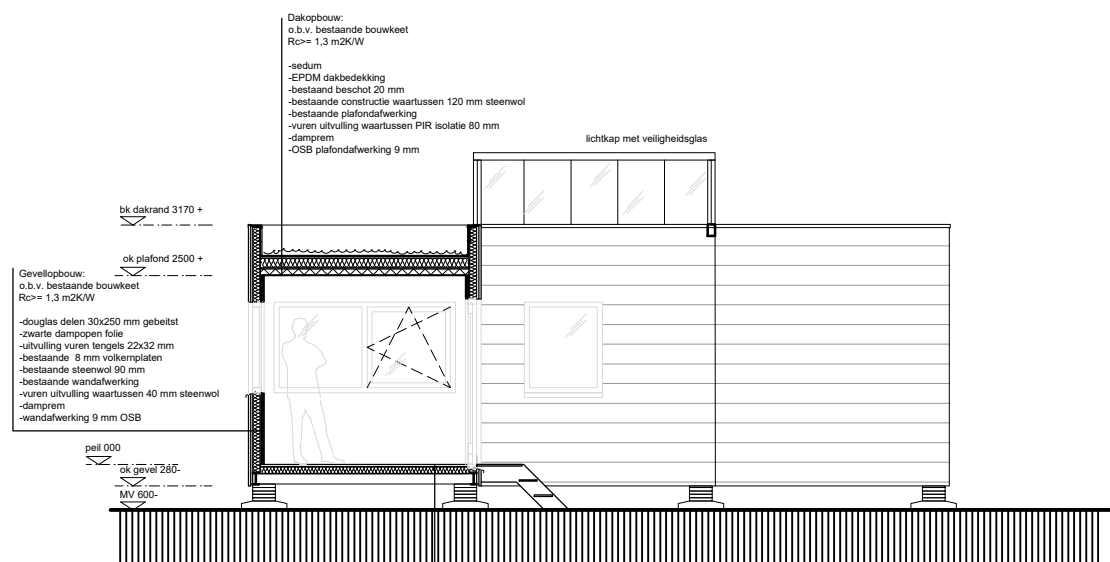 Dakopbouw:
o.b.v. bestaande bouwkeet
Rc>= 1,3 m2K/W
-sedum
-EPDM dakbedekking
-bestaand beschot 20 mm
-bestaande constructie waartussen 120 mm steenwol
-bestaande plafondafwerking
-vuren uitvulling waartussen PIR isolatie 80 mm
-damprem
-OSB plafondafwerking 9 mm
lichtkap met veiligheidsglas
bk dakrand 3170 +
ok plafond 2500 +
Gevellopbouw:
o.b.v. bestaande bouwkeet
Rc>= 1,3 m2K/W
-douglas delen 30x250 mm gebeitst
-zwarte dampopen folie
-uitvulling vuren tengels 22x32 mm
-bestaande  8 mm volkernplaten
-bestaande steenwol 90 mm
-bestaande wandafwerking
-vuren uitvulling waartussen 40 mm steenwol
-damprem
-wandafwerking 9 mm OSB
peil 000
ok gevel 280-
MV 600-